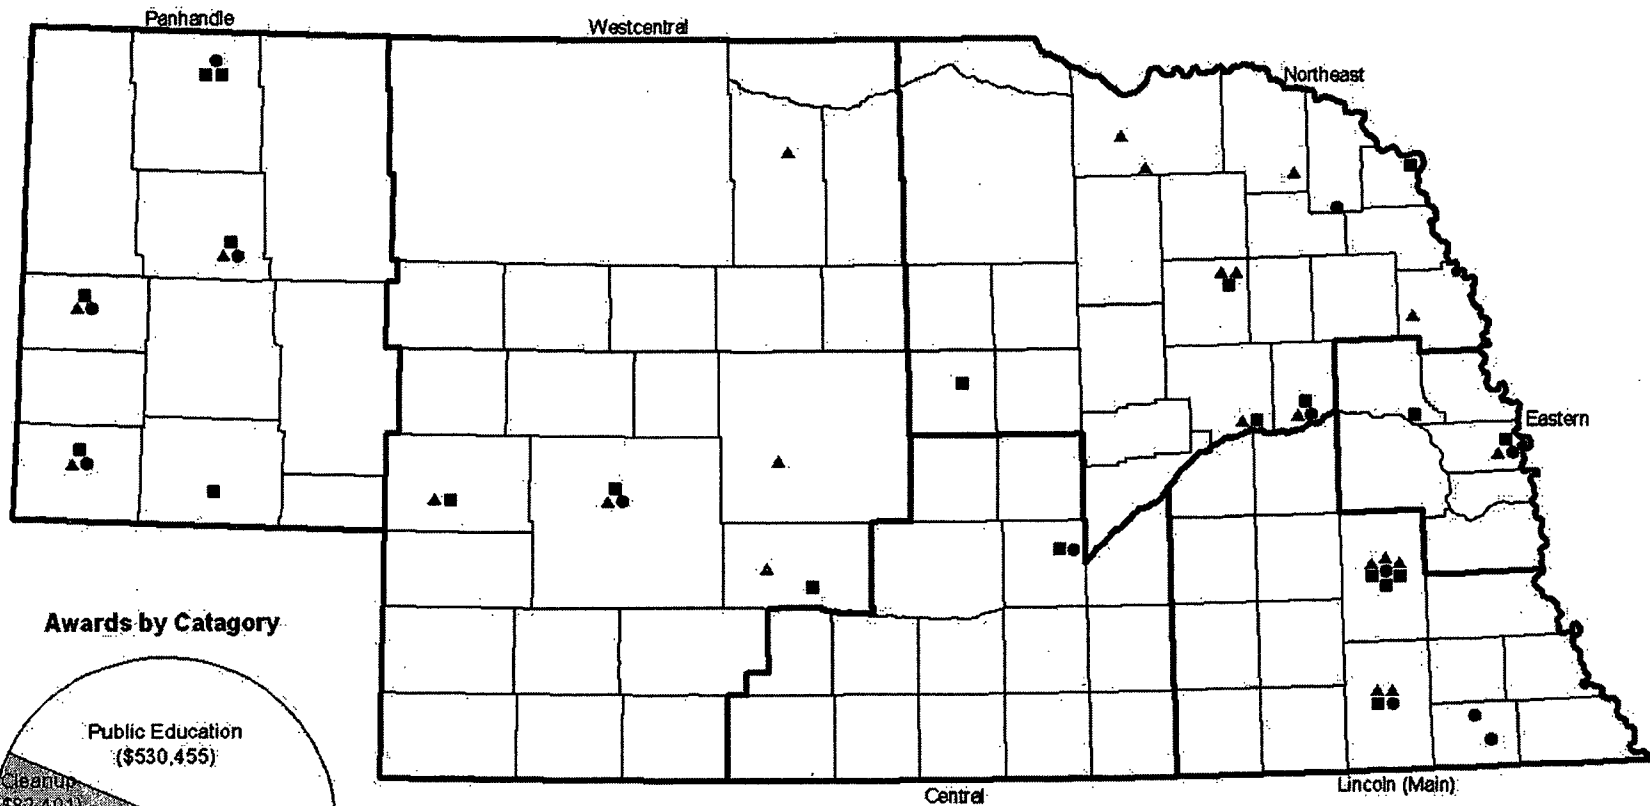 Panhandle
Westcentral
Northeast
Eastern
Awards by Catagory
Public Education
($530,455)
Cleanup
Central
Lincoln (Main)